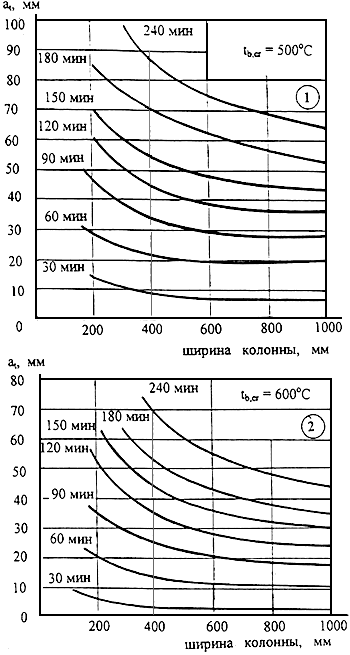 aₜ, мм
100
240 мин
t_b,cr = 500°C
90
180 мин
80
1
150 мин
70
120 мин
60
90 мин
50
40
60 мин
30
20
30 мин
10
0
200 400 600 800 1000
ширина колонны, мм
aₜ, мм
80
240 мин
t_b,cr = 600°C
70
180 мин
150 мин
2
60
120 мин
50
90 мин
40
30
60 мин
20
30 мин
10
0
200 400 600 800 1000
ширина колонны, мм